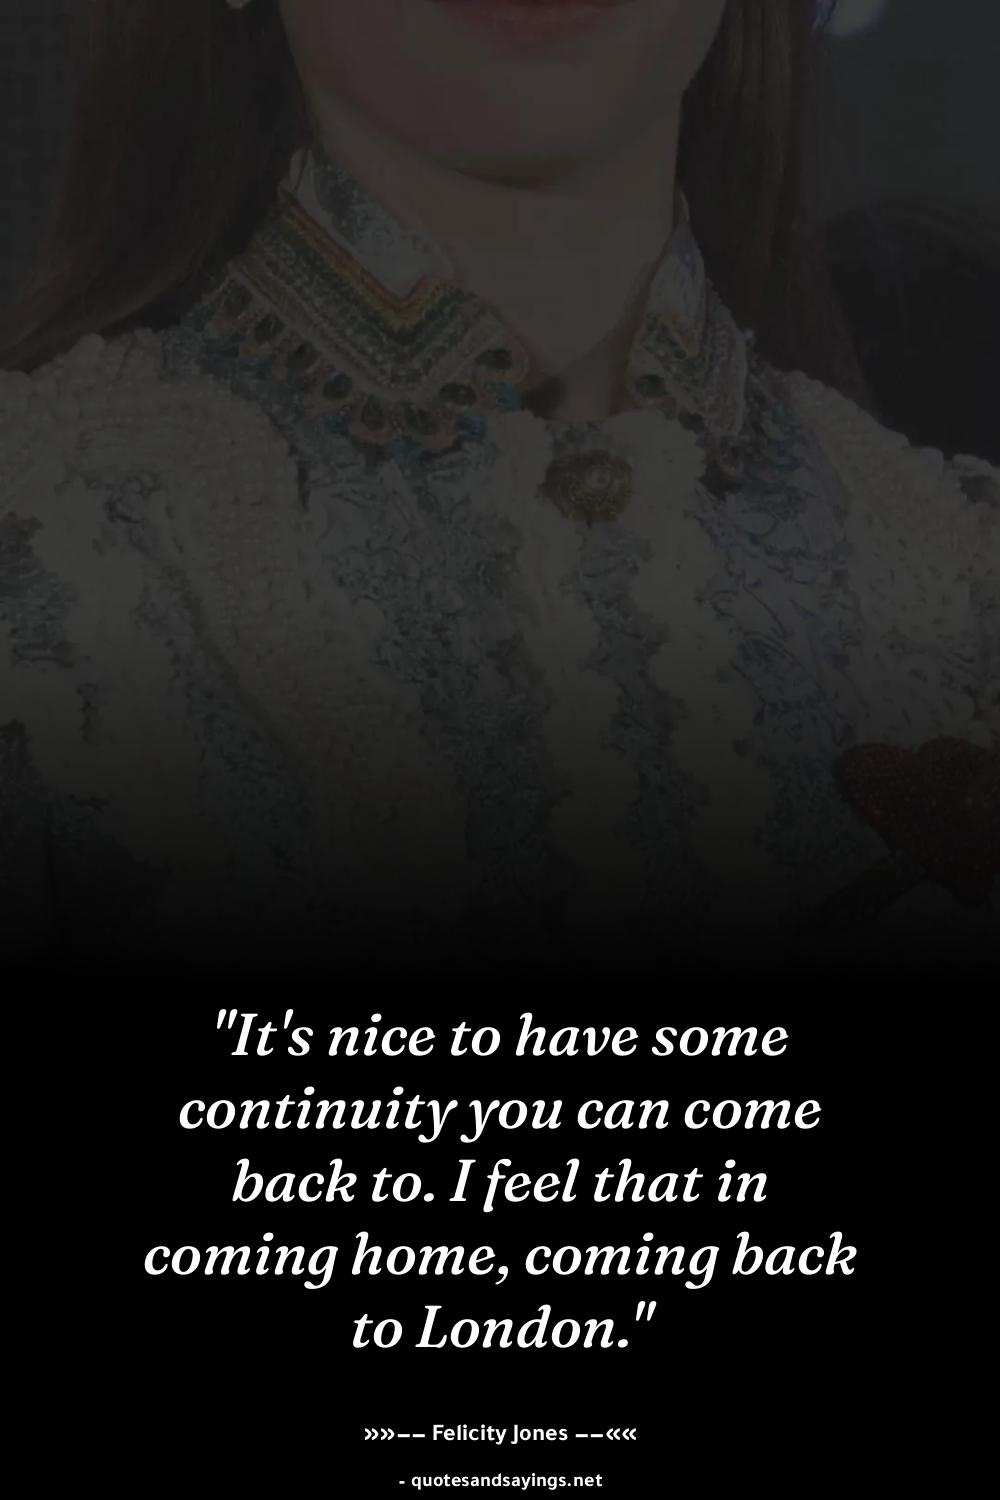 "It's nice to have some
continuity you can come
back to. I feel that in
coming home, coming back
to London."
»»−− Felicity Jones −−««
- quotesandsayings.net